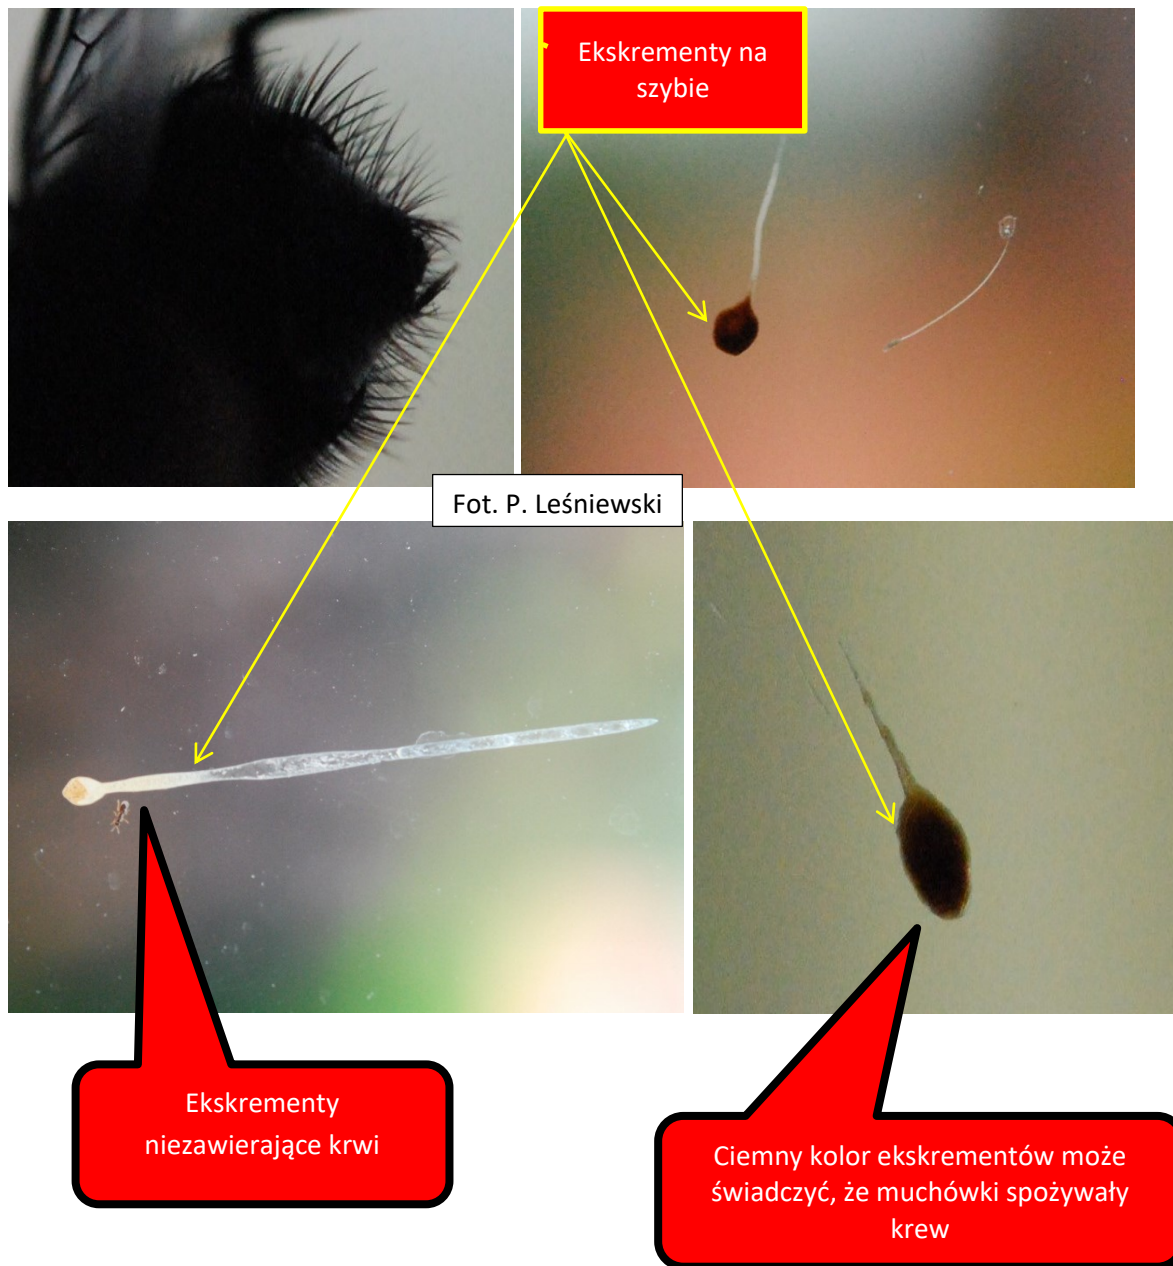 Ekskrementy na
szybie
Fot. P. Leśniewski
Ekskrementy
niezawierające krwi
Ciemny kolor ekskrementów może
świadczyć, że muchówki spożywały
krew